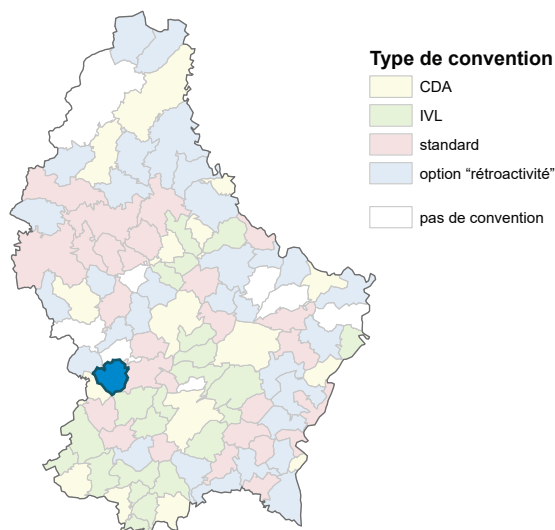 Type de convention
CDA
IVL
standard
option “rétroactivité”
pas de convention